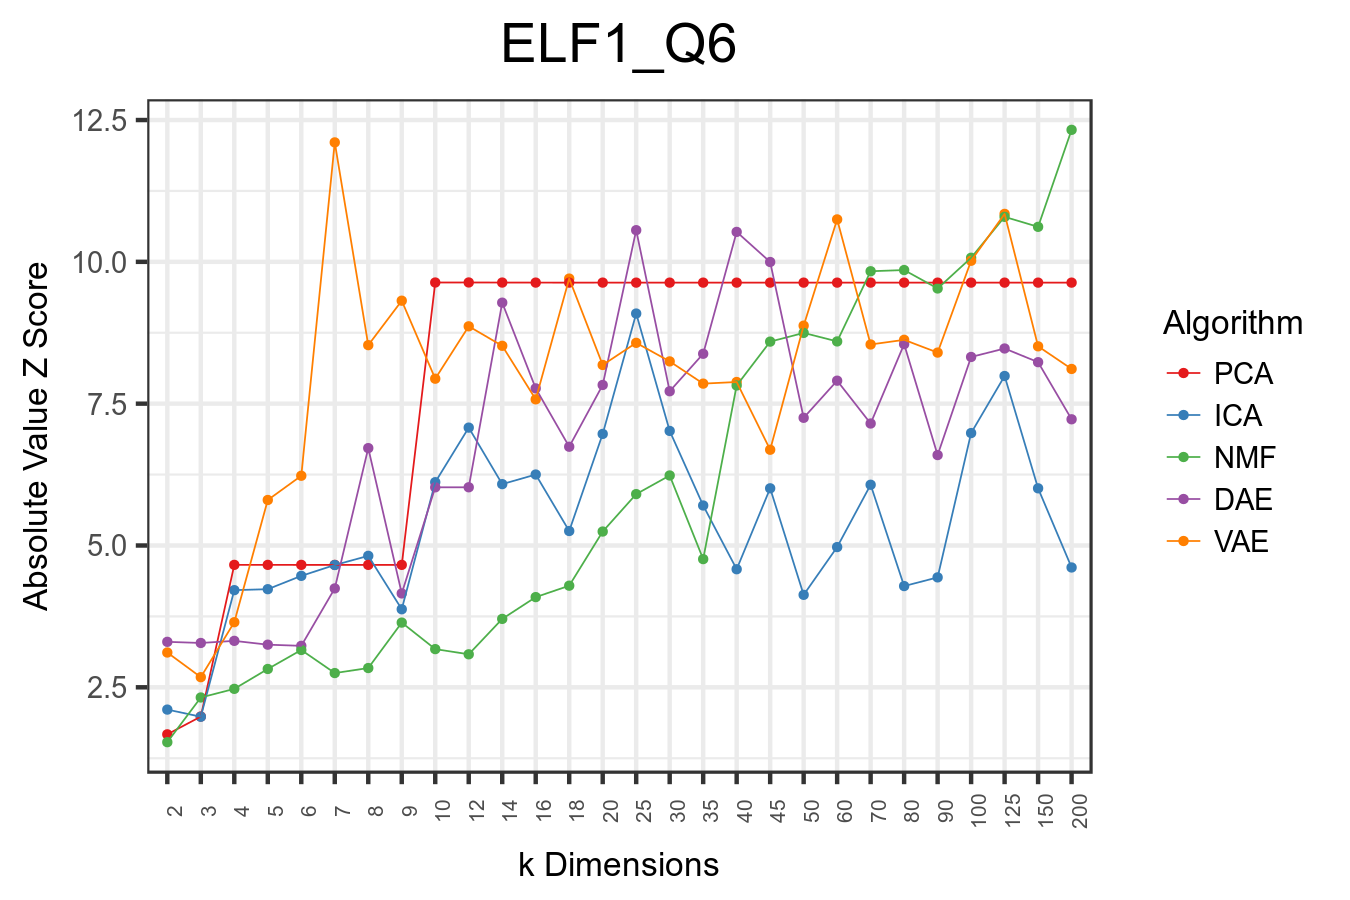 ELF1_Q6
Absolute Value Z Score
12.5
10.0
7.5
5.0
2.5
2 3 4 5 6 7 8 9 10 12 14 16 18 20 25 30 35 40 45 50 60 70 80 90 100 125 150 200
k Dimensions
Algorithm
PCA
ICA
NMF
DAE
VAE